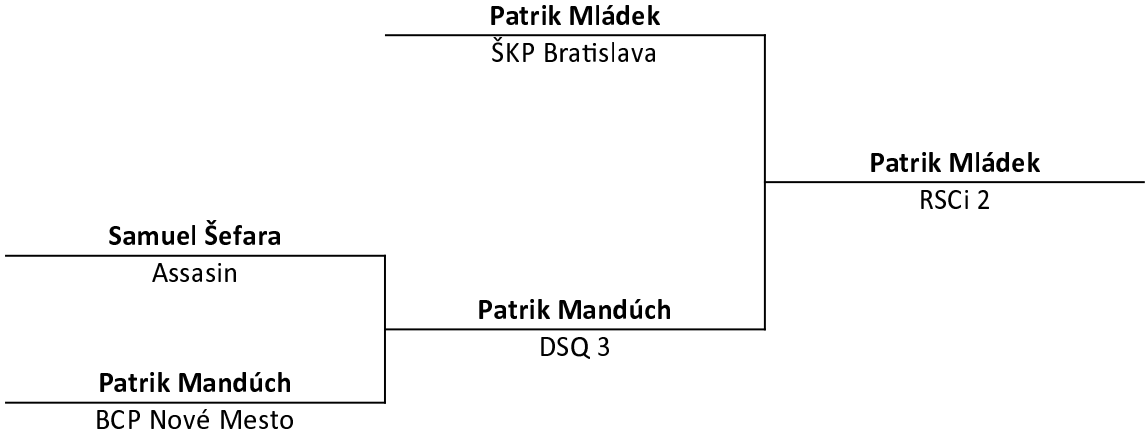 Patrik Mládek
ŠKP Bratislava
Patrik Mládek
RSCi 2
Samuel Šefara
Assasin
Patrik Mandúch
DSQ 3
Patrik Mandúch
BCP Nové Mesto